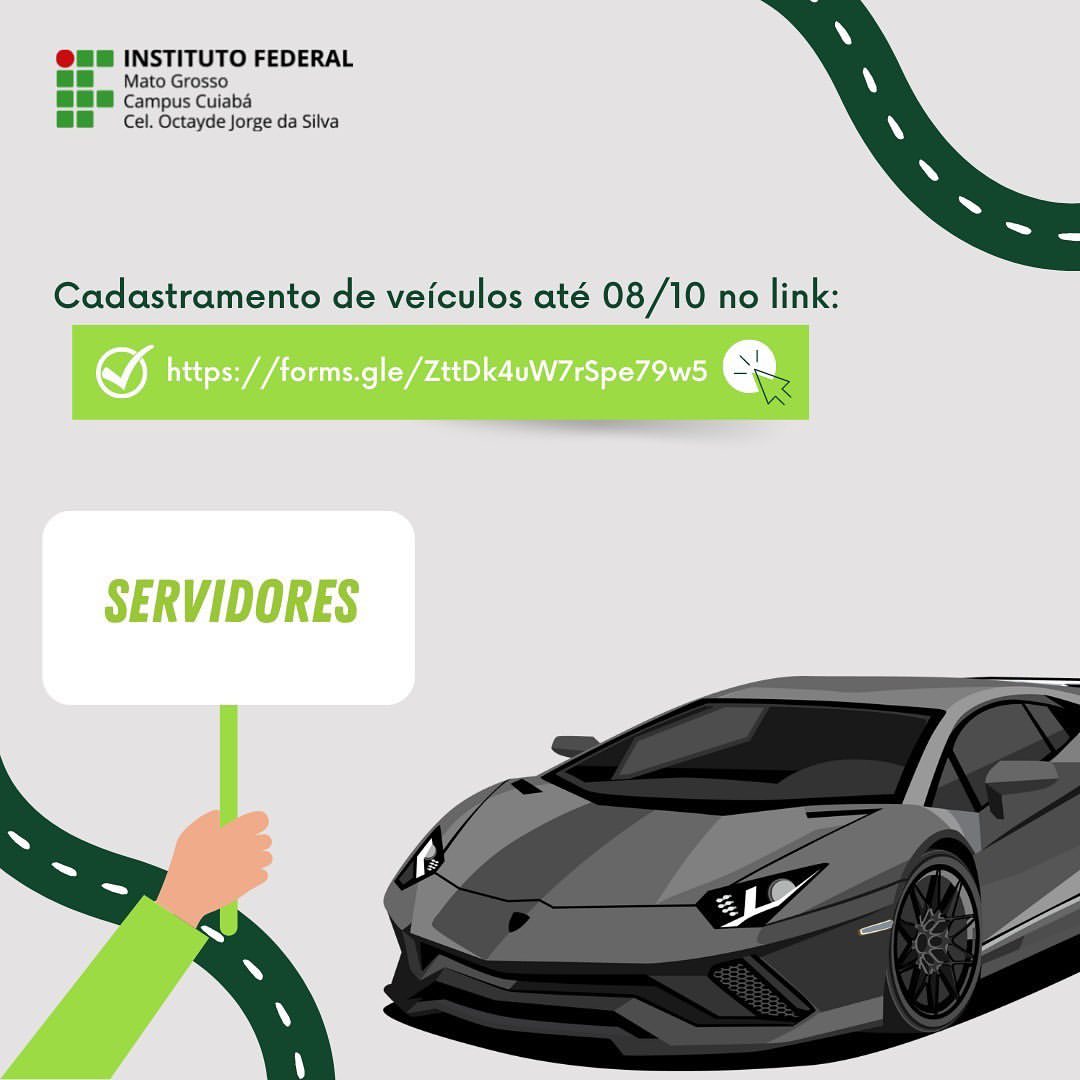 INSTITUTO FEDERAL
Mato Grosso
Campus Cuiabá
Cel. Octayde Jorge da Silva
Cadastramento de veículos até 08/10 no link:
https://forms.gle/ZttDk4uW7rSpe79w5
SERVIDORES